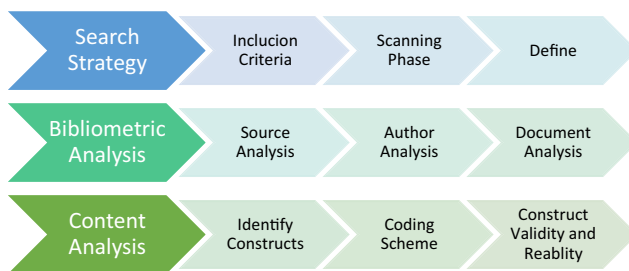 Search
Strategy
Inclucion
Criteria
Scanning
Phase
Define
Bibliometric
Analysis
Source
Analysis
Author
Analysis
Document
Analysis
Content
Analysis
Identify
Constructs
Coding
Scheme
Construct
Validity and
Reablity